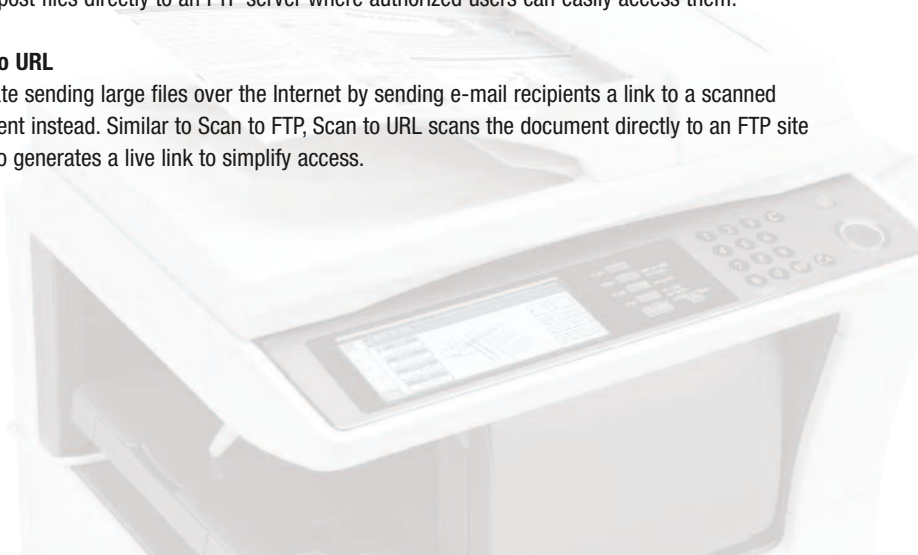 post files directly to an FTP server where authorized users can easily access them.
o URL
te sending large files over the Internet by sending e-mail recipients a link to a scanned
ent instead. Similar to Scan to FTP, Scan to URL scans the document directly to an FTP site
o generates a live link to simplify access.